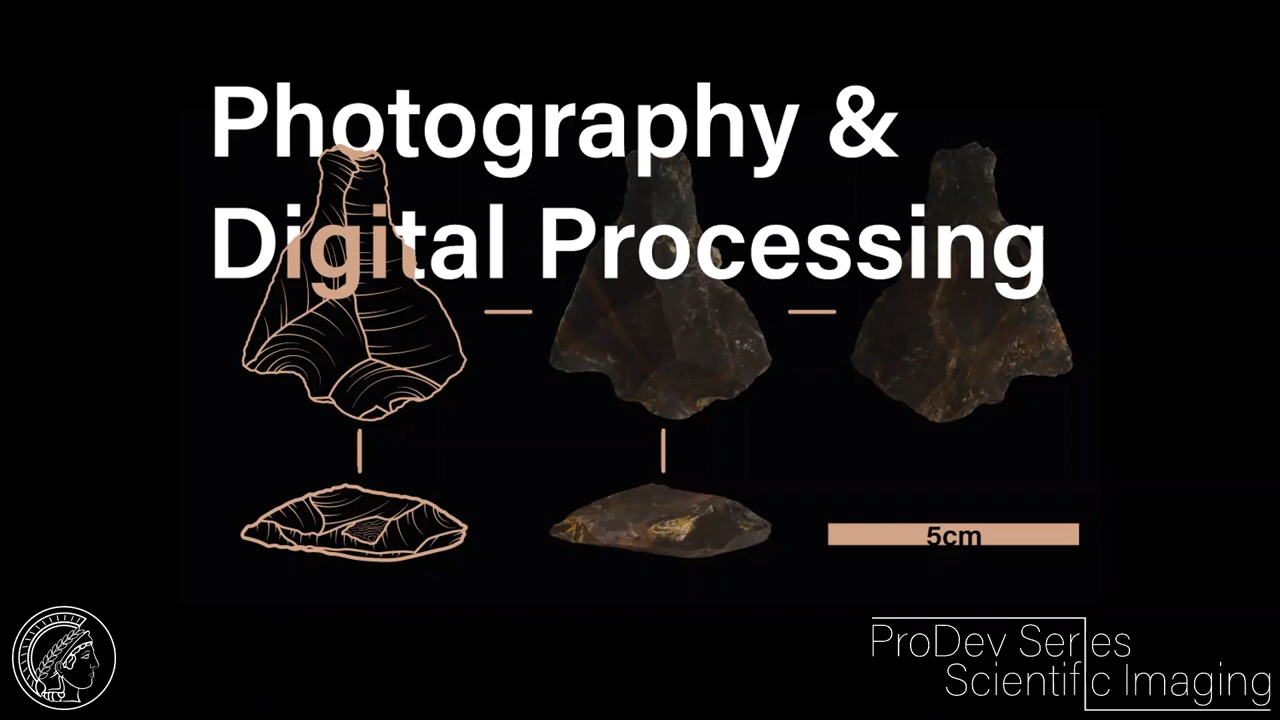 Photography &
Digital Processing
5cm
ProDev Series
Scientific Imaging